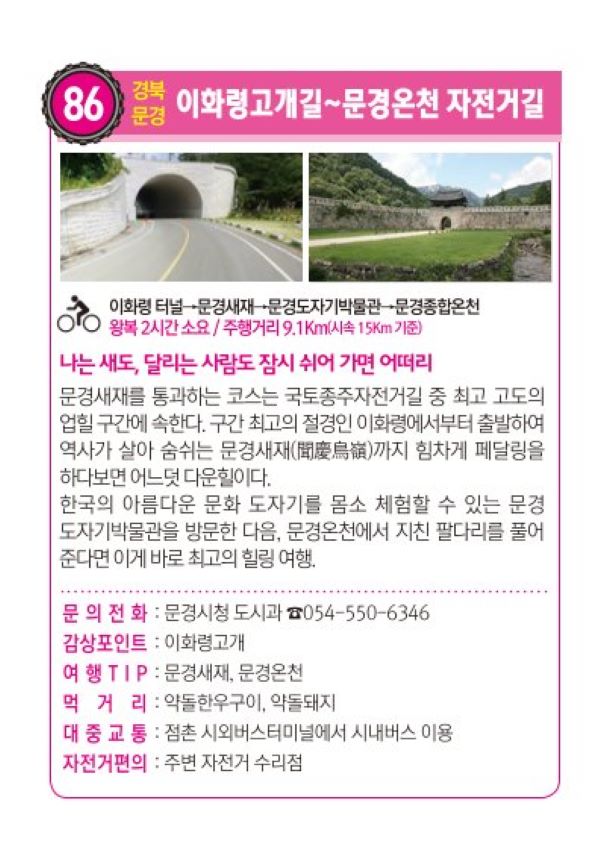 86
경북
문경
이화령고개길~문경온천 자전거길
이화령 터널→문경새재→문경도자기박물관→문경종합온천
왕복 2시간 소요 / 주행거리 9.1Km(시속 15Km 기준)
나는 새도, 달리는 사람도 잠시 쉬어 가면 어떠리
문경새재를 통과하는 코스는 국토종주자전거길 중 최고 고도의
업힐 구간에 속한다. 구간 최고의 절경인 이화령에서부터 출발하여
역사가 살아 숨쉬는 문경새재(聞慶鳥嶺)까지 힘차게 페달링을
하다보면 어느덧 다운힐이다.
한국의 아름다운 문화 도자기를 몸소 체험할 수 있는 문경
도자기박물관을 방문한 다음, 문경온천에서 지친 팔다리를 풀어
준다면 이게 바로 최고의 힐링 여행.
문 의 전 화 : 문경시청 도시과 ☎054-550-6346
감상포인트 : 이화령고개
여 행 T I P : 문경새재, 문경온천
먹 거 리 : 약돌한우구이, 약돌돼지
대 중 교 통 : 점촌 시외버스터미널에서 시내버스 이용
자전거편의 : 주변 자전거 수리점